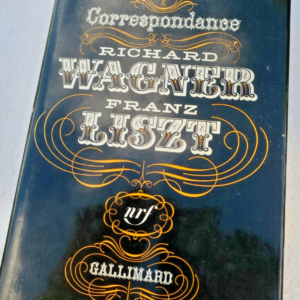 Correspondance
RICHARD
WAGNER
FRANZ
LISZT
nrf
GALLIMARD